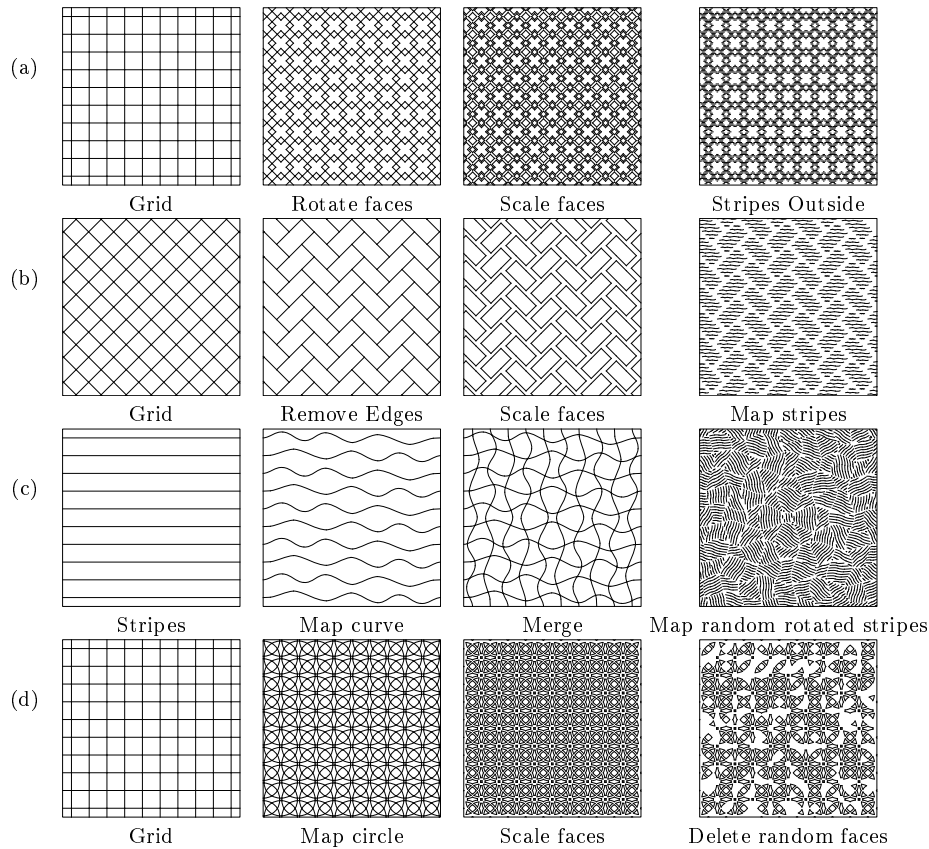 (a)
Grid Rotate faces Scale faces Stripes Outside
(b)
Grid Remove Edges Scale faces Map stripes
(c)
Stripes Map curve Merge Map random rotated stripes
(d)
Grid Map circle Scale faces Delete random faces